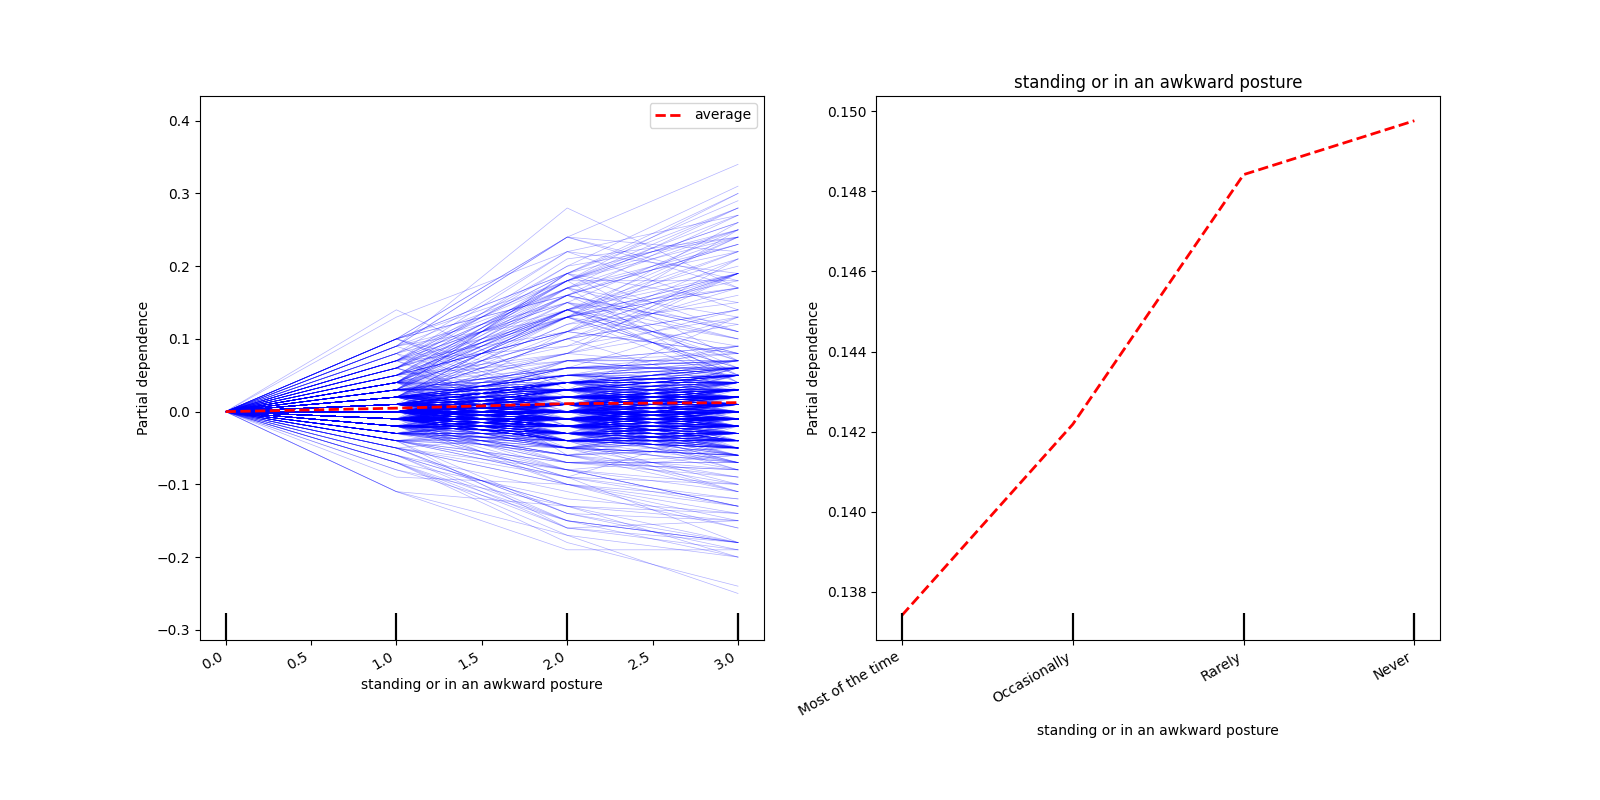 average
0.4
0.3
0.2
0.1
0.0
−0.1
−0.2
−0.3
Partial dependence
0.0
0.5
1.0
1.5
2.0
2.5
3.0
standing or in an awkward posture
standing or in an awkward posture
0.150
0.148
0.146
0.144
0.142
0.140
0.138
Partial dependence
Most of the time
Occasionally
Rarely
Never
standing or in an awkward posture